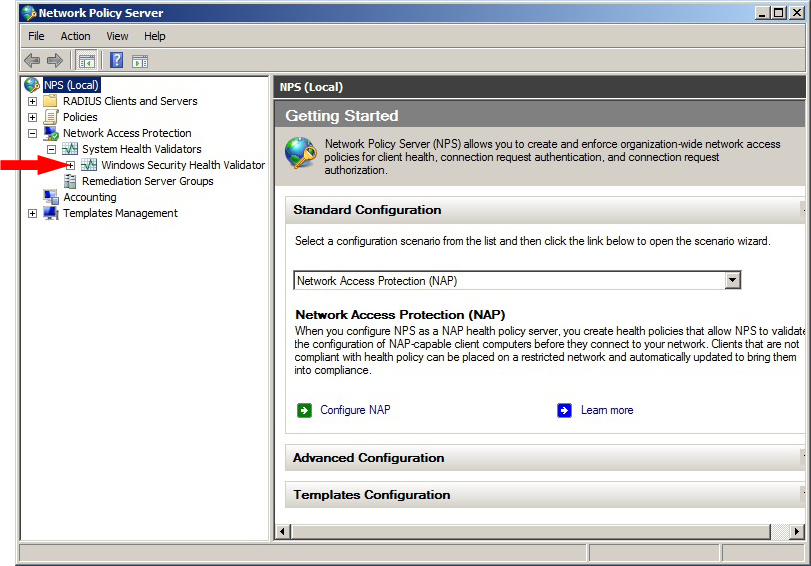 Network Policy Server
File Action View Help
NPS (Local)
RADIUS Clients and Servers
Policies
Network Access Protection
System Health Validators
Windows Security Health Validator
Remediation Server Groups
Accounting
Templates Management
NPS (Local)
Getting Started
Network Policy Server (NPS) allows you to create and enforce organization-wide network access
policies for client health, connection request authentication, and connection request
authorization.
Standard Configuration
Select a configuration scenario from the list and then click the link below to open the scenario wizard.
Network Access Protection (NAP)
Network Access Protection (NAP)
When you configure NPS as a NAP health policy server, you create health policies that allow NPS to validate
the configuration of NAP-capable client computers before they connect to your network. Clients that are not
compliant with health policy can be placed on a restricted network and automatically updated to bring them
into compliance.
Configure NAP Learn more
Advanced Configuration
Templates Configuration